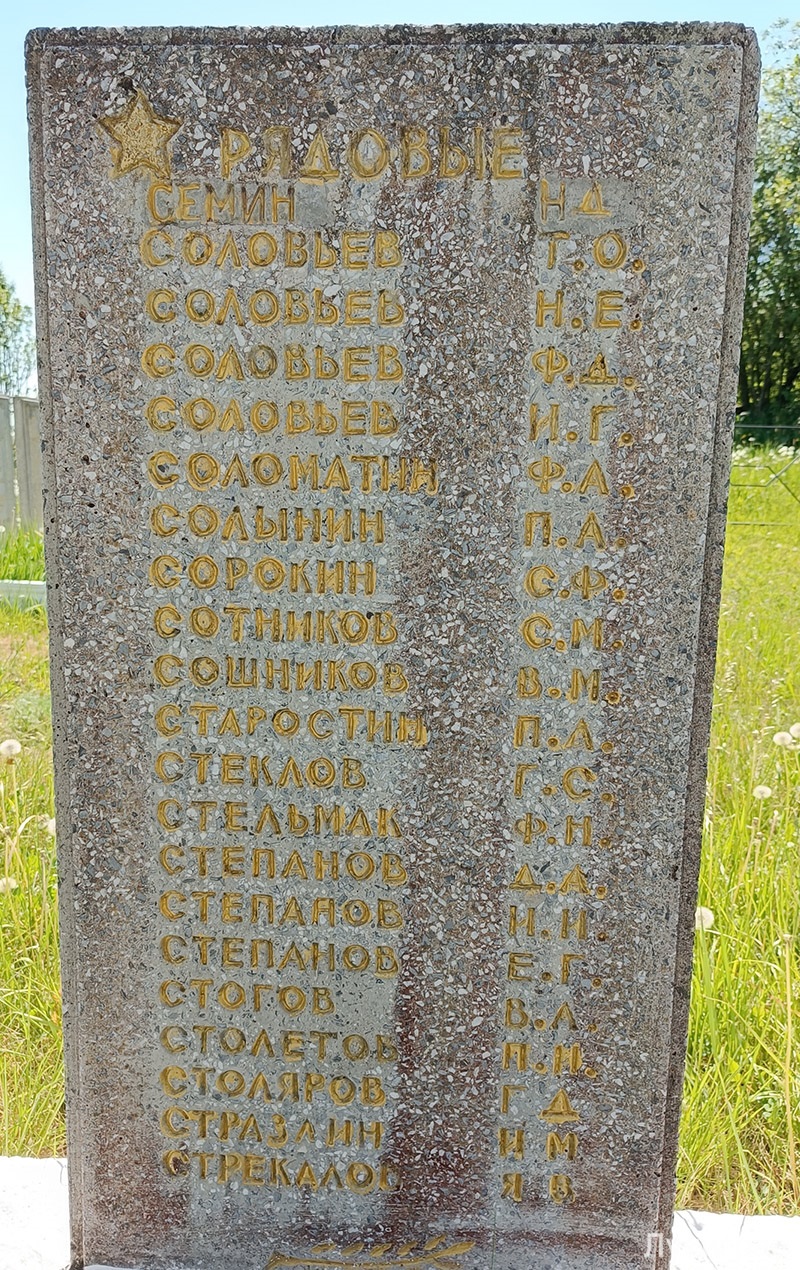 РЯДОВЫЕ
СЕМИН НД
СОЛОВЬЕВ Т.О.
СОЛОВЬЕВ Н.Е.
СОЛОВЬЕВ Ф.Д.
СОЛОВЬЕВ И.Г.
СОЛОМАТИН Ф.А.
СОЛЫНИН П.А.
СОРОКИН С.Ф.
СОТНИКОВ С.М.
СОШНИКОВ В.М.
СТАРОСТИН П.А.
СТЕКЛОВ Г.С.
СТЕЛЬМАК Ф.Н.
СТЕПАНОВ Д.А.
СТЕПАНОВ Н.Н.
СТЕПАНОВ Е.Г.
СТОГОВ В.А.
СТОЛЕТОВ П.Н.
СТОЛЯРОВ Г Д
СТРАЗДИН И М
СТРЕКАЛОВ Я В